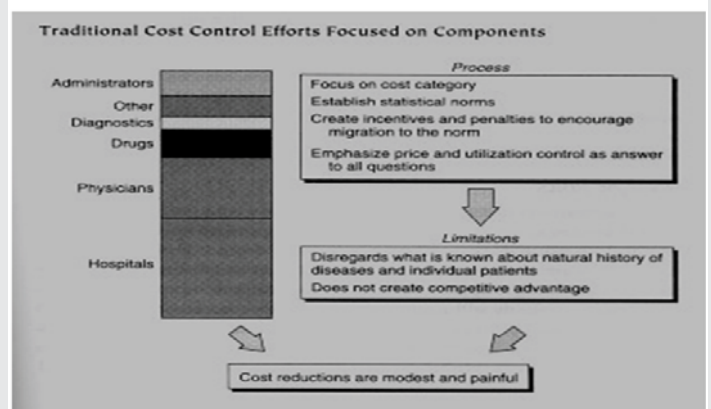 Traditional Cost Control Efforts Focused on Components
Administrators
Other
Diagnostics
Drugs
Physicians
Hospitals
Process
Focus on cost category
Establish statistical norms
Create incentives and penalties to encourage
migration to the norm
Emphasize price and utilization control as answer
to all questions
Limitations
Disregards what is known about natural history of
diseases and individual patients
Does not create competitive advantage
Cost reductions are modest and painful